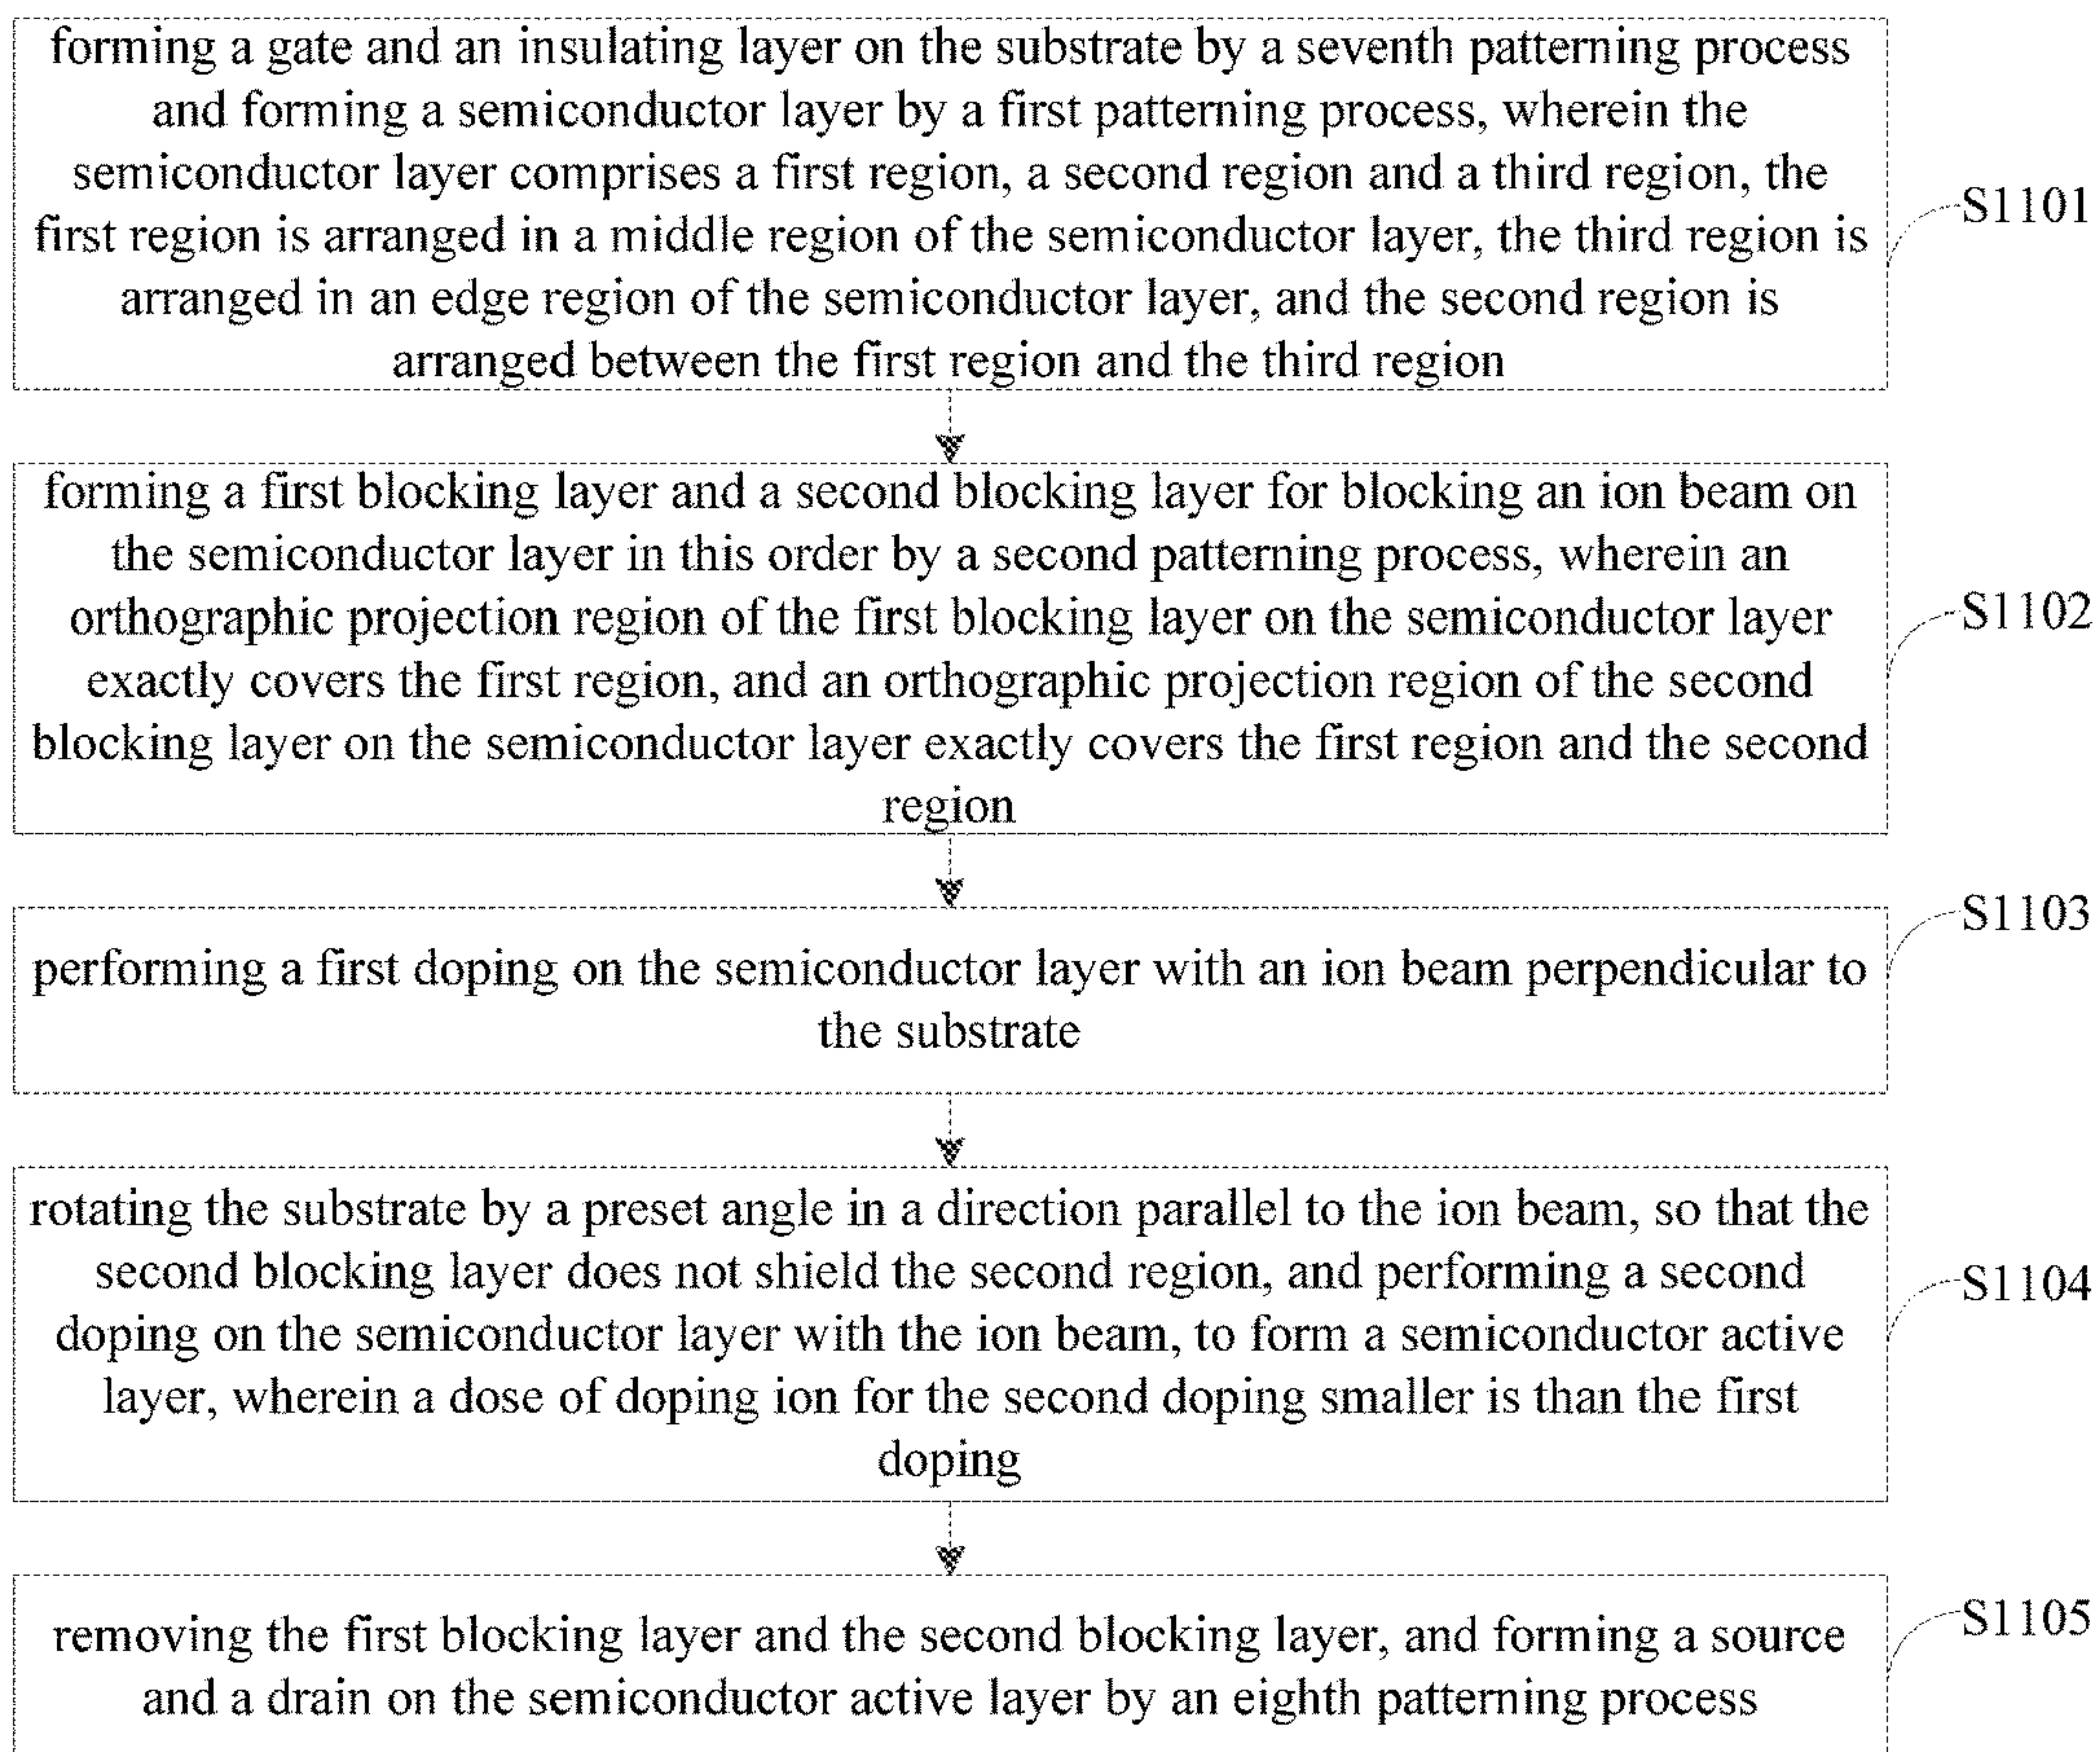 forming a gate and an insulating layer on the substrate by a seventh patterning process
and forming a semiconductor layer by a first patterning process, wherein the
semiconductor layer comprises a first region, a second region and a third region, the
first region is arranged in a middle region of the semiconductor layer, the third region is
arranged in an edge region of the semiconductor layer, and the second region is
arranged between the first region and the third region
S1101
forming a first blocking layer and a second blocking layer for blocking an ion beam on
the semiconductor layer in this order by a second patterning process, wherein an
orthographic projection region of the first blocking layer on the semiconductor layer
exactly covers the first region, and an orthographic projection region of the second
blocking layer on the semiconductor layer exactly covers the first region and the second
region
S1102
performing a first doping on the semiconductor layer with an ion beam perpendicular to
the substrate
S1103
rotating the substrate by a preset angle in a direction parallel to the ion beam, so that the
second blocking layer does not shield the second region, and performing a second
doping on the semiconductor layer with the ion beam, to form a semiconductor active
layer, wherein a dose of doping ion for the second doping smaller is than the first
doping
S1104
removing the first blocking layer and the second blocking layer, and forming a source
and a drain on the semiconductor active layer by an eighth patterning process
S1105